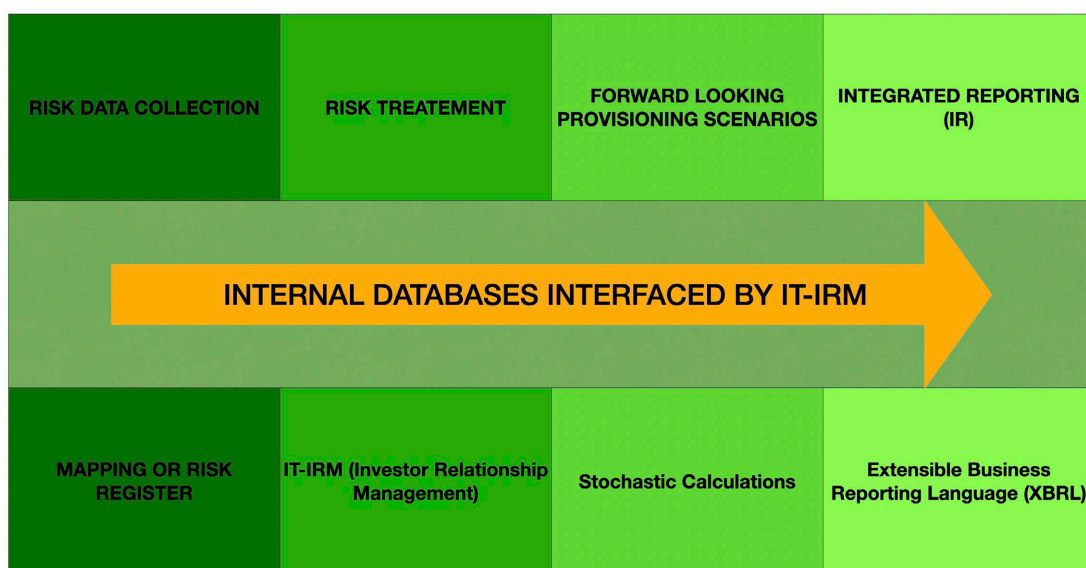 RISK DATA COLLECTION
RISK TREATEMENT
FORWARD LOOKING
PROVISIONING SCENARIOS
INTEGRATED REPORTING
(IR)
INTERNAL DATABASES INTERFACED BY IT-IRM
MAPPING OR RISK
REGISTER
IT-IRM (Investor Relationship
Management)
Stochastic Calculations
Extensible Business
Reporting Language (XBRL)